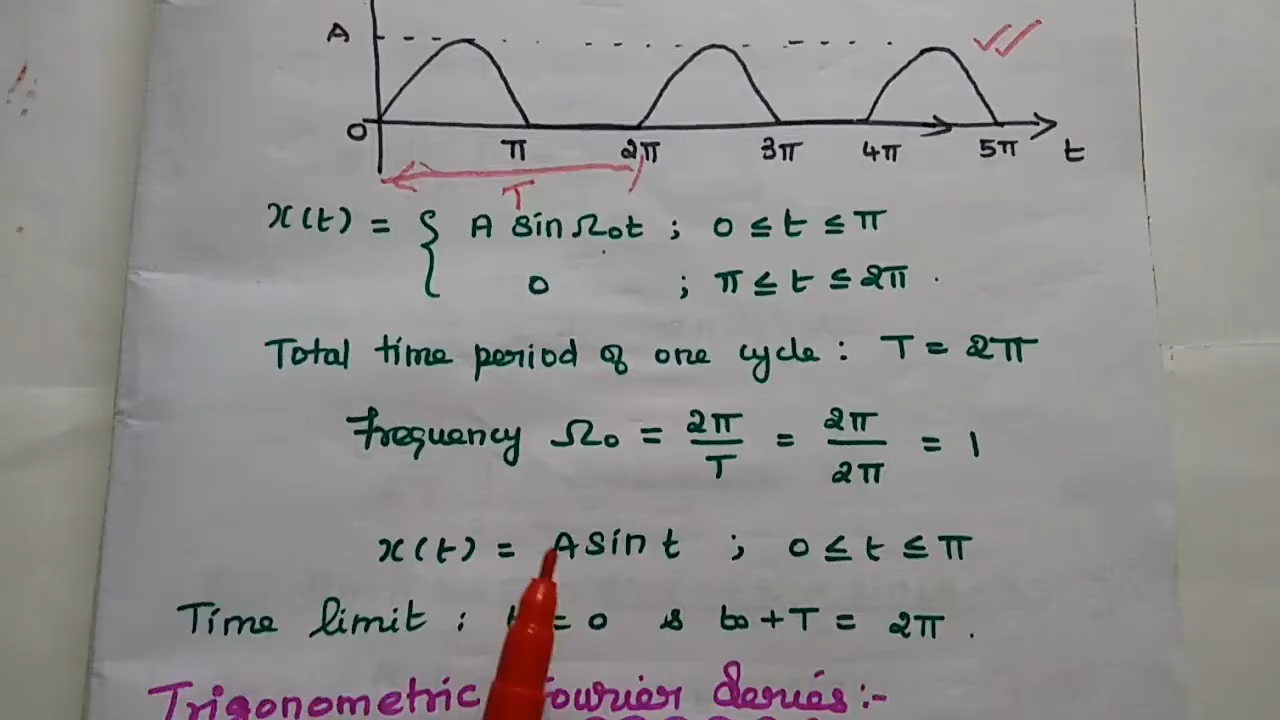 A
0 π 2π 3π 4π 5π t
T
x(t) = { A sin Ω₀t ; 0 ≤ t ≤ π
0 ; π ≤ t ≤ 2π .
Total time period of one cycle : T = 2π
Frequency Ω₀ = 2π/T = 2π/2π = 1
x(t) = A sin t ; 0 ≤ t ≤ π
Time limit : = 0 & t₀ + T = 2π .
Trigonometric Fourier Series :-